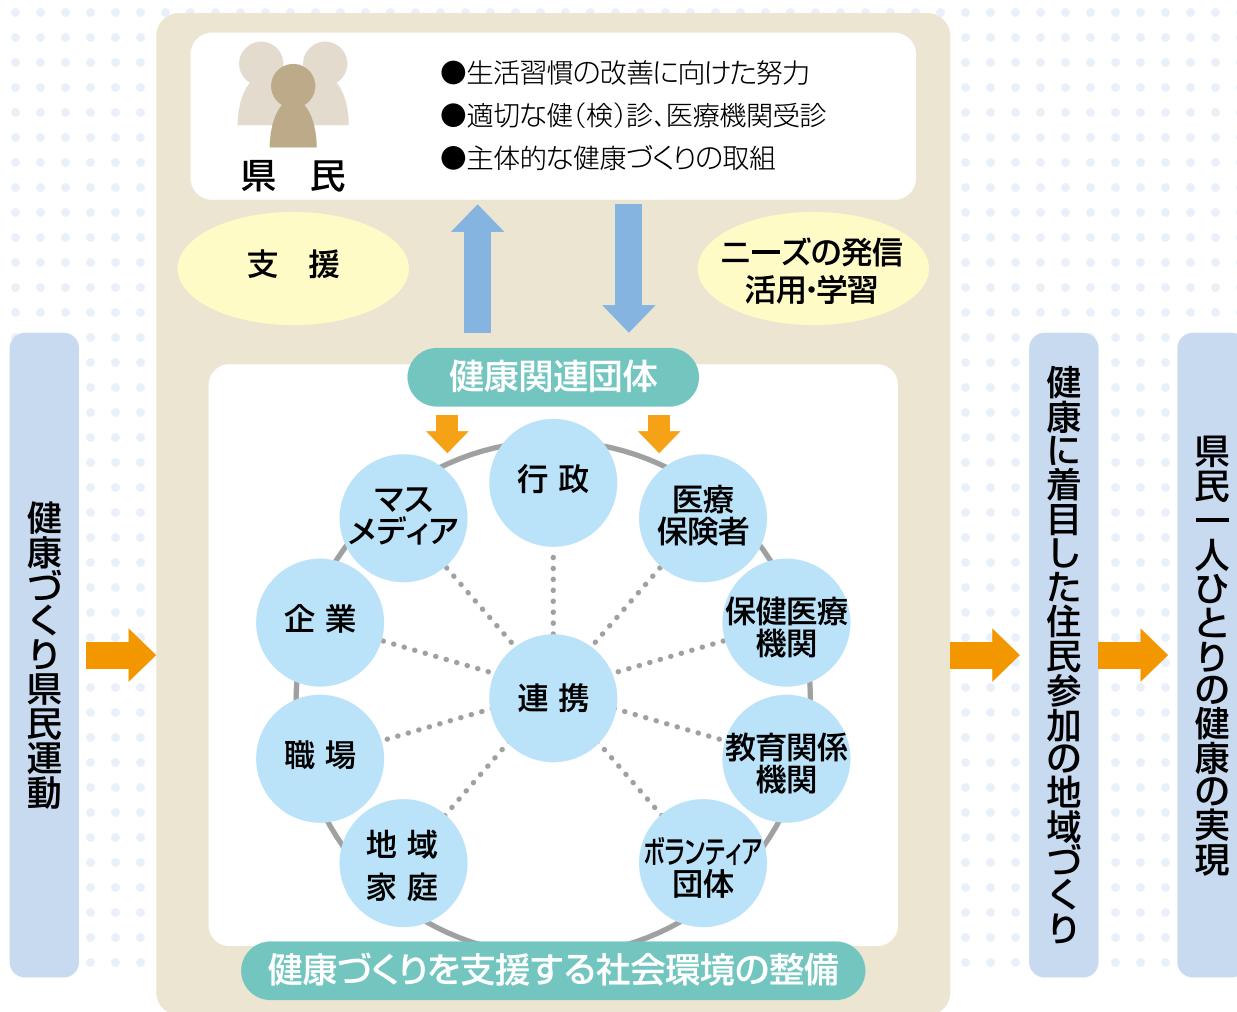 県 民
●生活習慣の改善に向けた努力
●適切な健(検)診、医療機関受診
●主体的な健康づくりの取組
支 援
ニーズの発信
活用・学習
健康づくり県民運動
健康関連団体
行 政
マス
メディア
医療
保険者
企 業
保健医療
機関
連 携
職 場
教育関係
機関
地 域
家 庭
ボランティア
団体
健康づくりを支援する社会環境の整備
健康に着目した住民参加の地域づくり
県民一人ひとりの健康の実現